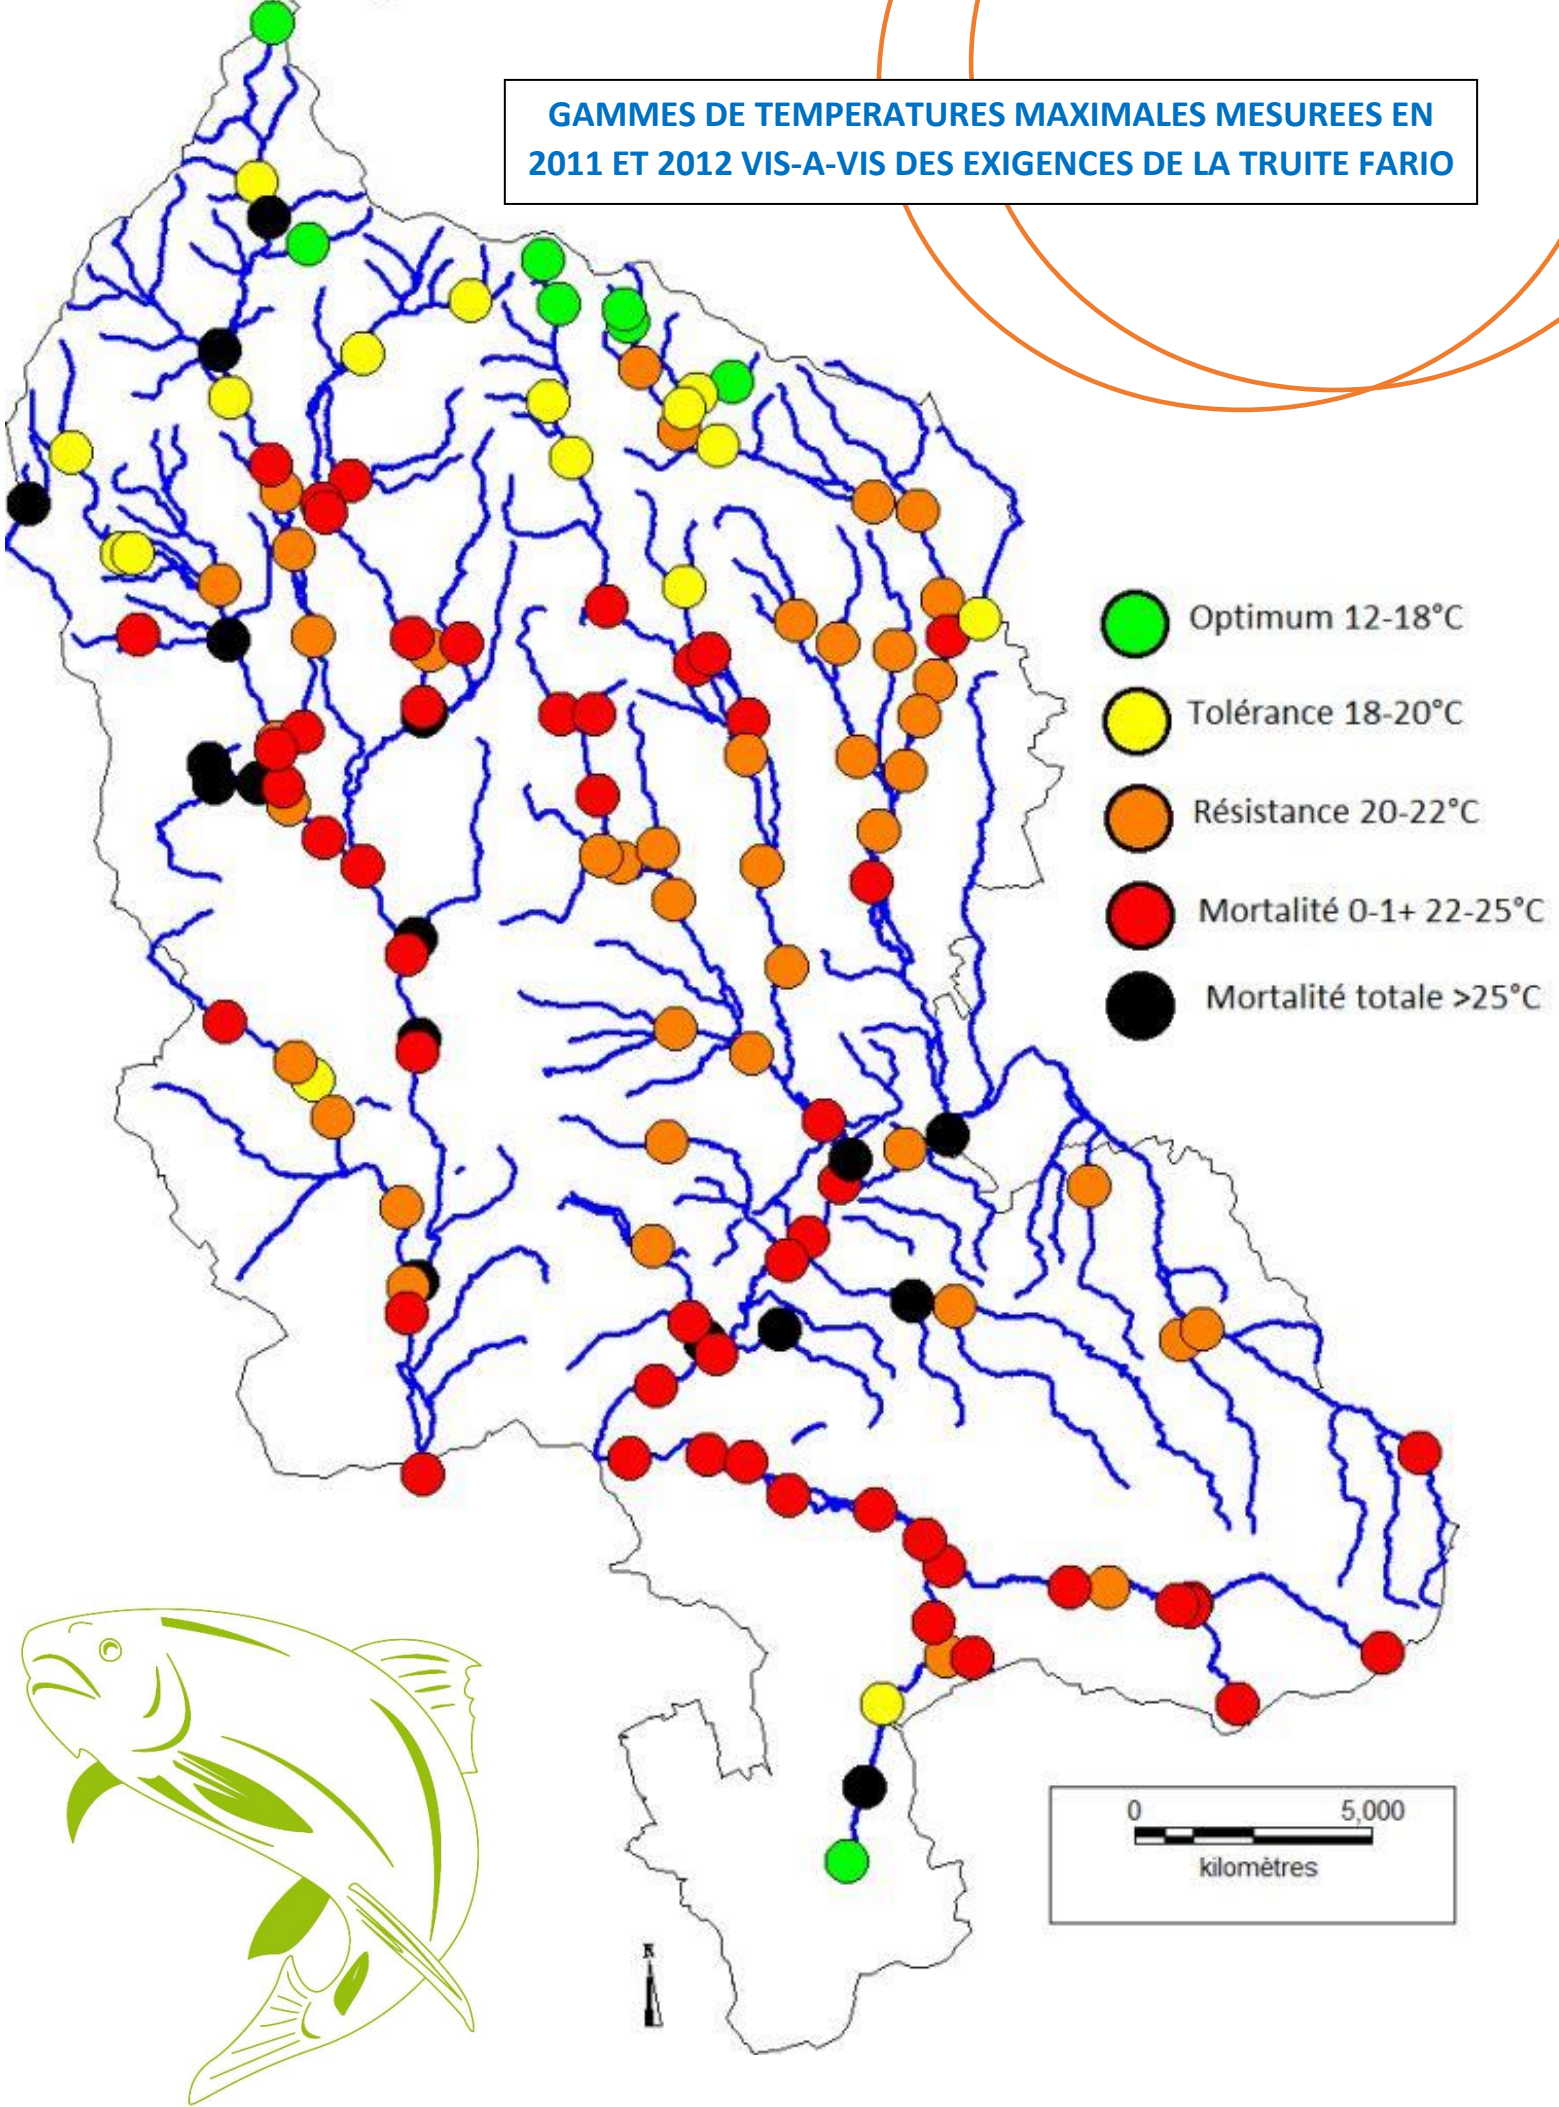 GAMMES DE TEMPERATURES MAXIMALES MESUREES EN
2011 ET 2012 VIS-A-VIS DES EXIGENCES DE LA TRUITE FARIO
Optimum 12-18°C
Tolérance 18-20°C
Résistance 20-22°C
Mortalité 0-1+ 22-25°C
Mortalité totale >25°C
0 5,000
kilomètres
N